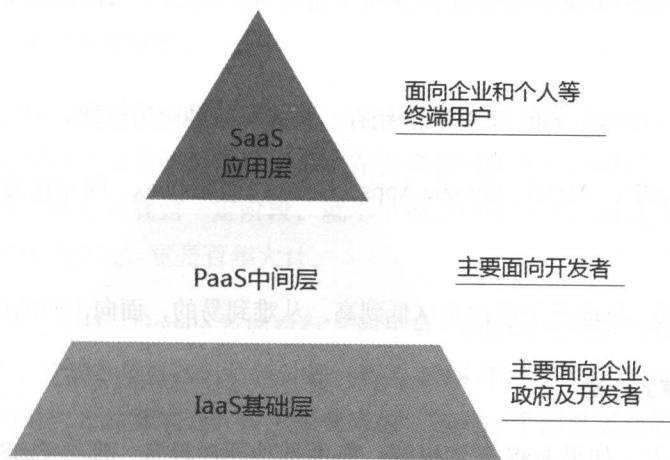 SaaS
应用层
面向企业和个人等
终端用户
PaaS中间层
主要面向开发者
IaaS基础层
主要面向企业、
政府及开发者